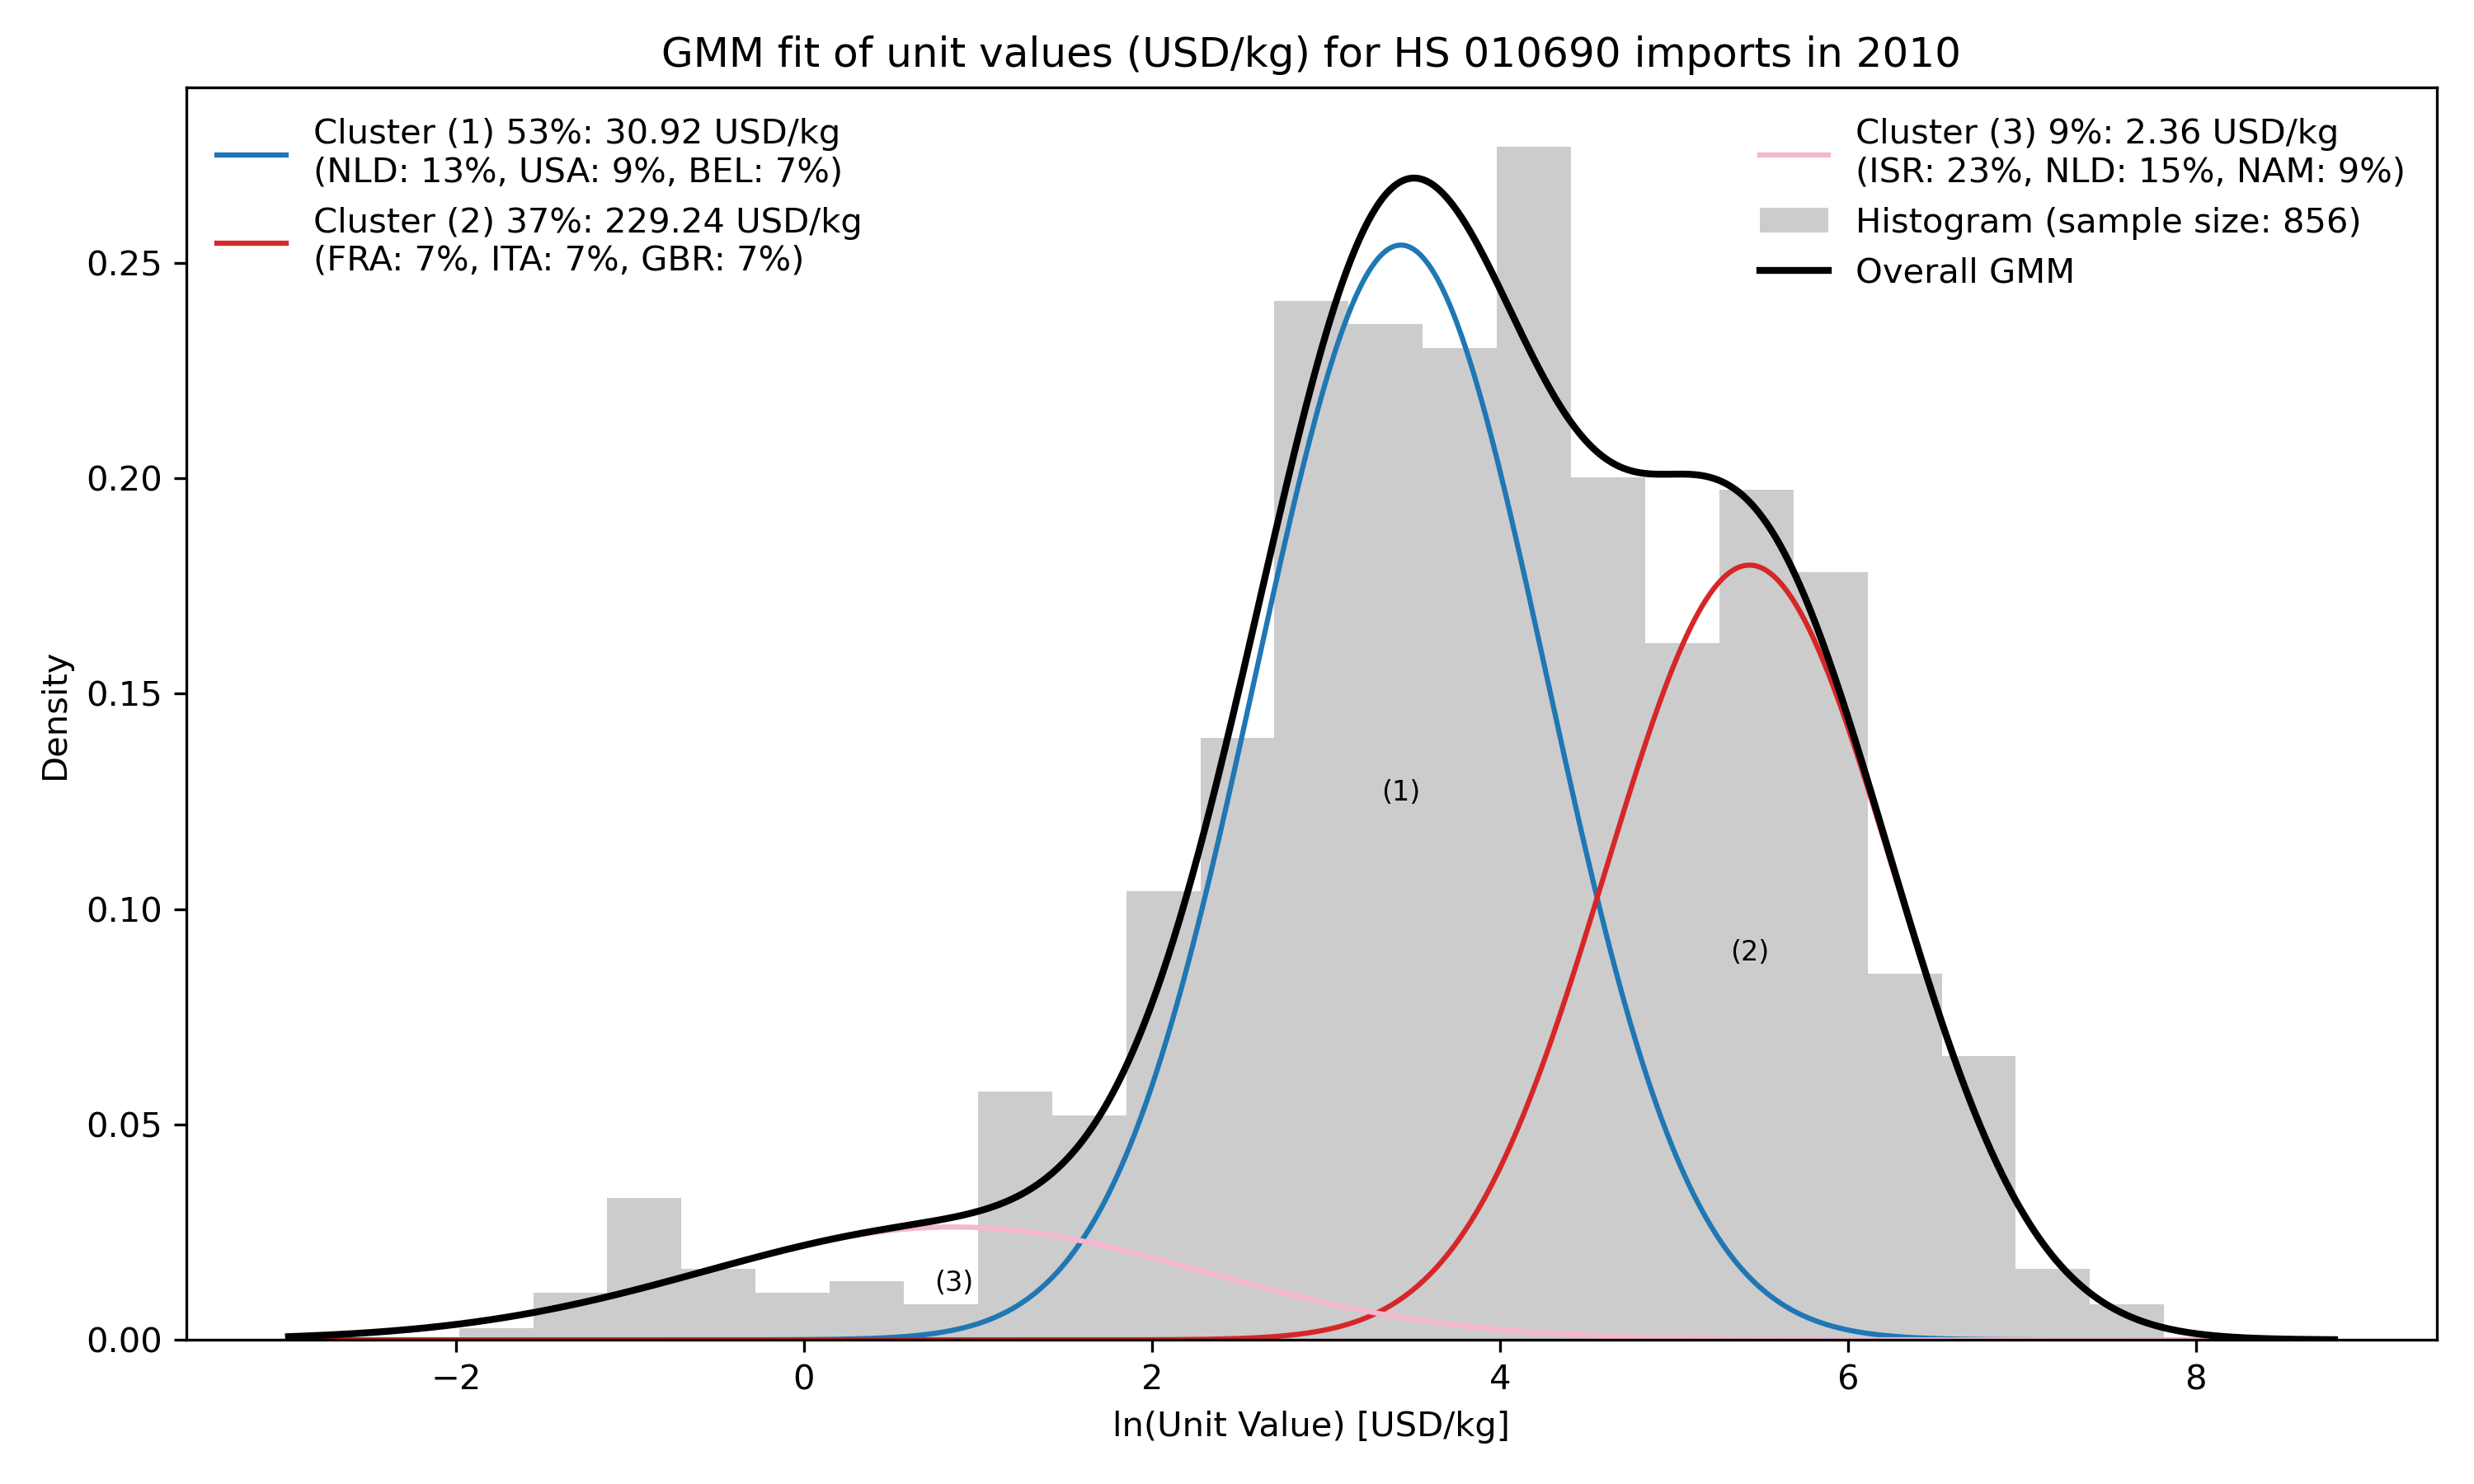 GMM fit of unit values (USD/kg) for HS 010690 imports in 2010
Cluster (1) 53%: 30.92 USD/kg
(NLD: 13%, USA: 9%, BEL: 7%)
Cluster (2) 37%: 229.24 USD/kg
(FRA: 7%, ITA: 7%, GBR: 7%)
Cluster (3) 9%: 2.36 USD/kg
(ISR: 23%, NLD: 15%, NAM: 9%)
Histogram (sample size: 856)
Overall GMM
Density
0.25
0.20
0.15
0.10
0.05
0.00
(1)
(2)
(3)
−2
0
2
4
6
8
ln(Unit Value) [USD/kg]